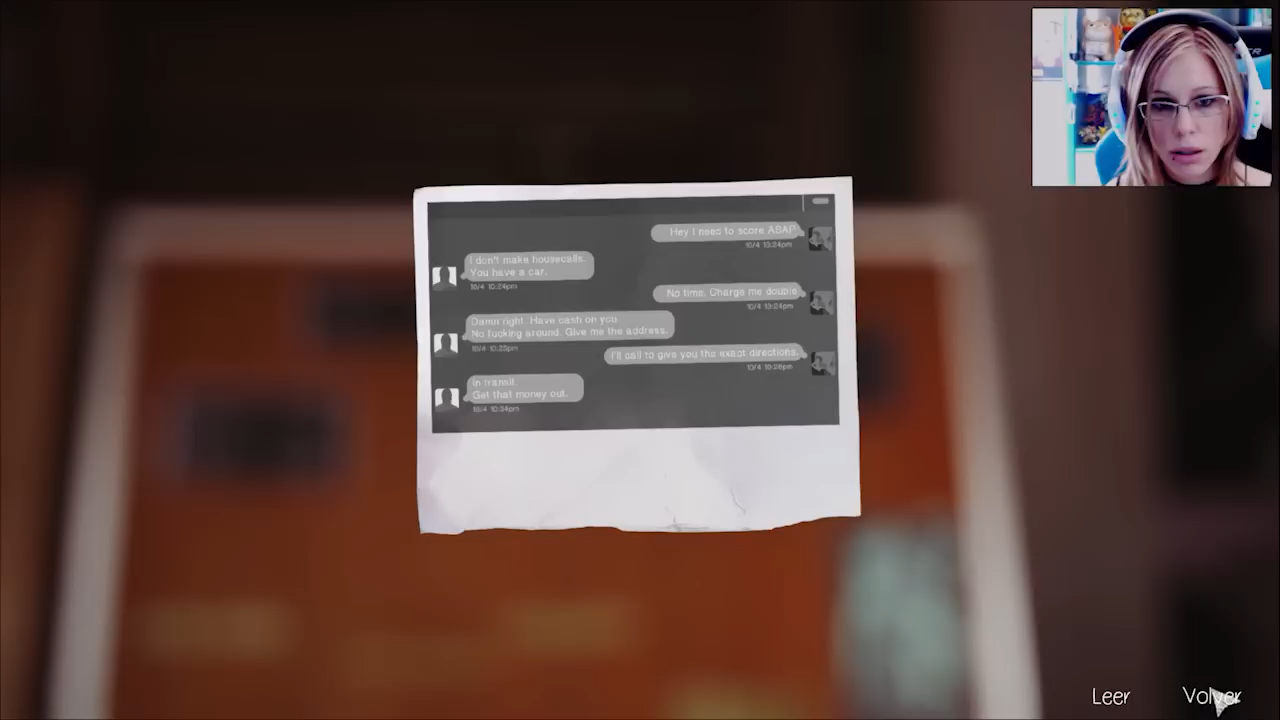 Hey I need to score ASAP
10/4 10:24pm
I don't make housecalls.
You have a car.
10/4 10:24pm
No time. Charge me double
10/4 10:24pm
Damn right. Have cash on you.
No fucking around. Give me the address.
10/4 10:25pm
I'll call to give you the exact directions.
10/4 10:26pm
In transit.
Get that money out.
10/4 10:34pm
Leer
Volver